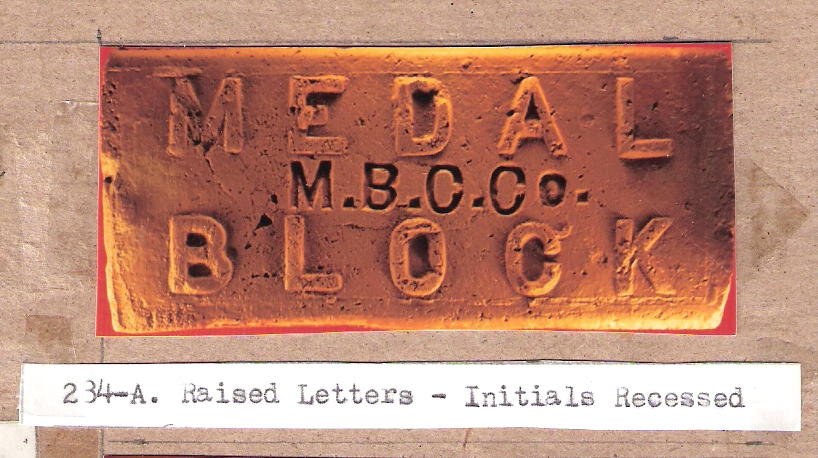 MEDAL
M.B.C.Co.
BLOCK
234-A. Raised Letters - Initials Recessed